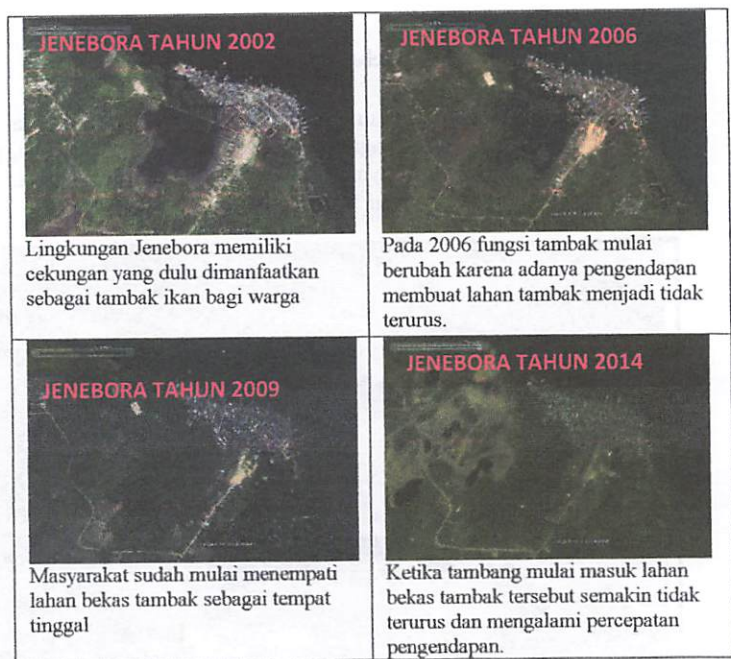 JENEBORA TAHUN 2002
Lingkungan Jenebora memiliki
cekungan yang dulu dimanfaatkan
sebagai tambak ikan bagi warga
JENEBORA TAHUN 2006
Pada 2006 fungsi tambak mulai
berubah karena adanya pengendapan
membuat lahan tambak menjadi tidak
terurus.
JENEBORA TAHUN 2009
Masyarakat sudah mulai menempati
lahan bekas tambak sebagai tempat
tinggal
JENEBORA TAHUN 2014
Ketika tambang mulai masuk lahan
bekas tambak tersebut semakin tidak
terurus dan mengalami percepatan
pengendapan.